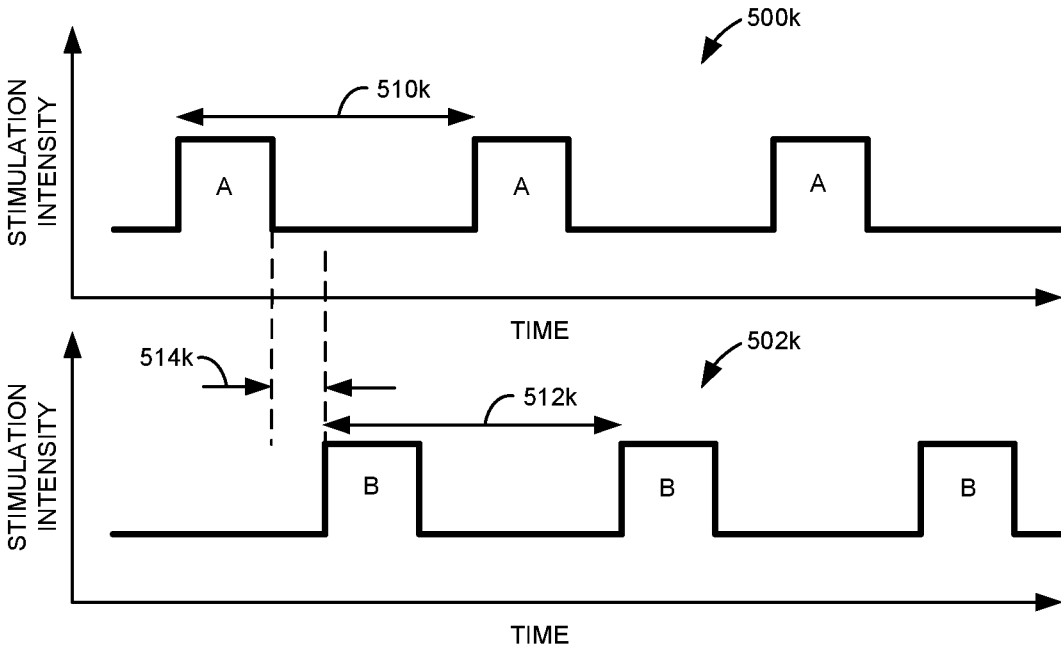 500k
510k
STIMULATION
INTENSITY
A
A
A
TIME
502k
514k
512k
STIMULATION
INTENSITY
B
B
B
TIME